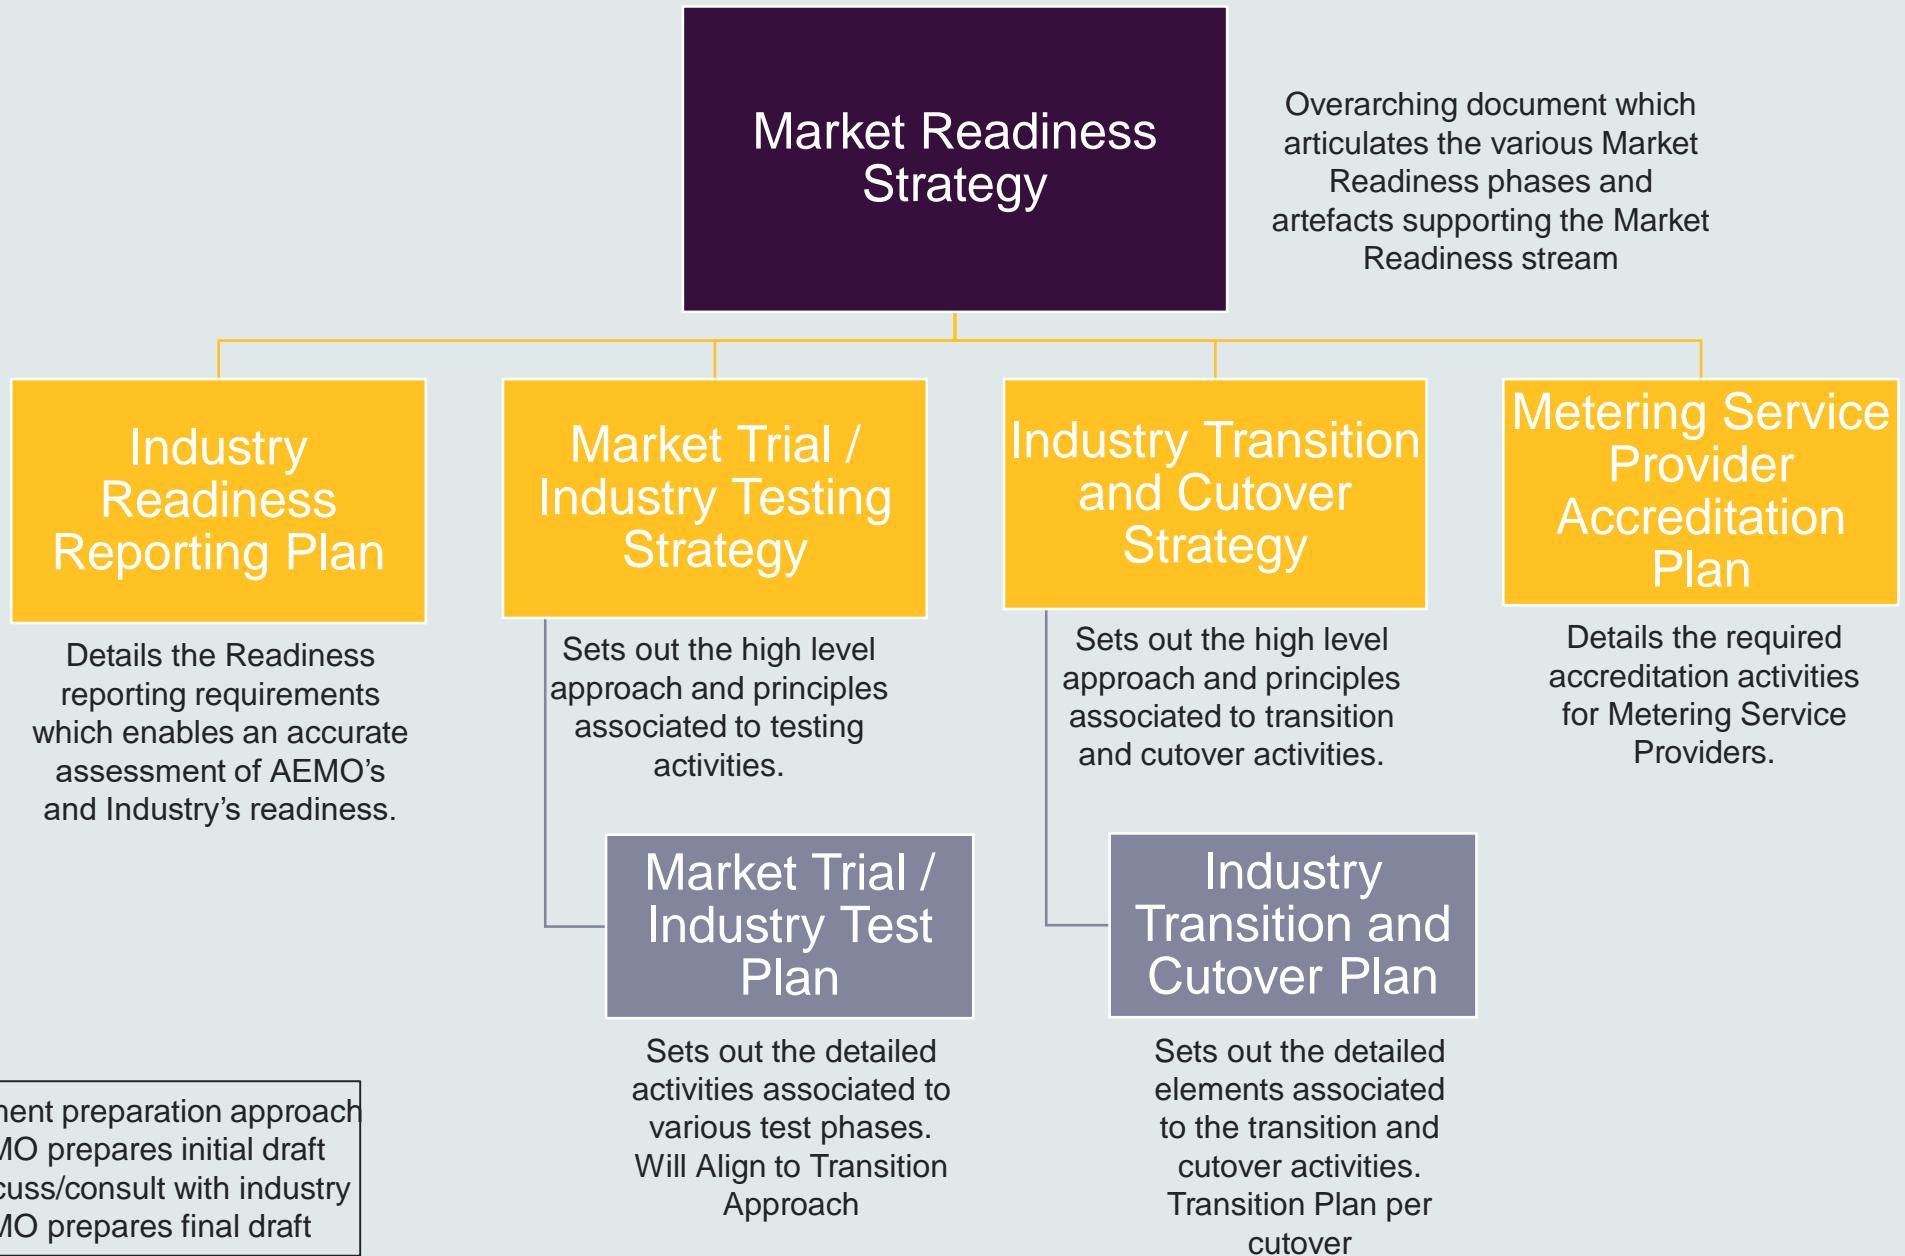 Market Readiness
Strategy
Overarching document which
articulates the various Market
Readiness phases and
artefacts supporting the Market
Readiness stream
Industry
Readiness
Reporting Plan
Market Trial /
Industry Testing
Strategy
Industry Transition
and Cutover
Strategy
Metering Service
Provider
Accreditation
Plan
Details the Readiness
reporting requirements
which enables an accurate
assessment of AEMO’s
and Industry’s readiness.
Sets out the high level
approach and principles
associated to testing
activities.
Sets out the high level
approach and principles
associated to transition
and cutover activities.
Details the required
accreditation activities
for Metering Service
Providers.
Market Trial /
Industry Test
Plan
Industry
Transition and
Cutover Plan
Sets out the detailed
activities associated to
various test phases.
Will Align to Transition
Approach
Sets out the detailed
elements associated
to the transition and
cutover activities.
Transition Plan per
cutover
preparation approach
prepares initial draft
with industry
prepares final draft